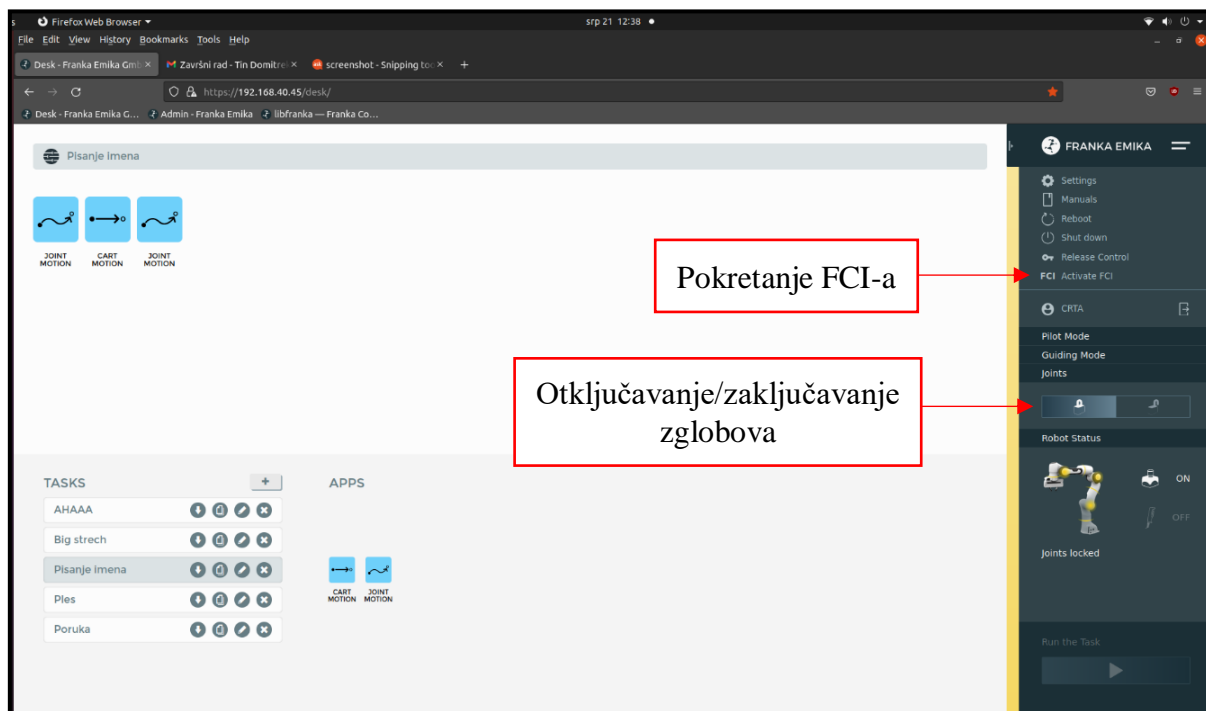 Firefox Web Browser
srp 21 12:38
File Edit View History Bookmarks Tools Help
Desk - Franka Emika Gmb
Završni rad - Tin Domitre
screenshot - Snipping too
https://192.168.40.45/desk/
Desk - Franka Emika G...
Admin - Franka Emika
libfranka — Franka Co...
Pisanje imena
JOINT MOTION
CART MOTION
JOINT MOTION
Pokretanje FCI-a
Otključavanje/zaključavanje
zglobova
TASKS
+
AHAAA
Big strech
Pisanje imena
Ples
Poruka
APPS
CART MOTION
JOINT MOTION
FRANKA EMIKA
Settings
Manuals
Reboot
Shut down
Release Control
FCI Activate FCI
CRTA
Pilot Mode
Guiding Mode
Joints
Robot Status
ON
OFF
Joints locked
Run the Task